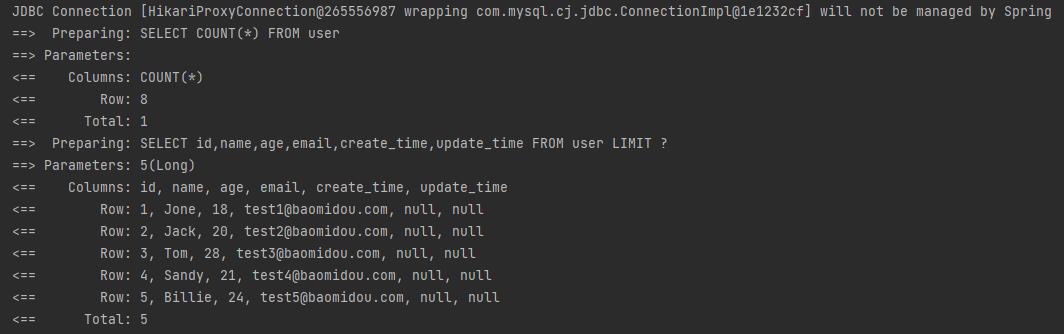 JDBC Connection [HikariProxyConnection@265556987 wrapping com.mysql.cj.jdbc.ConnectionImpl@1e1232cf] will not be managed by Spring
==>  Preparing: SELECT COUNT(*) FROM user
==> Parameters:
<==    Columns: COUNT(*)
<==        Row: 8
<==      Total: 1
==>  Preparing: SELECT id,name,age,email,create_time,update_time FROM user LIMIT ?
==> Parameters: 5(Long)
<==    Columns: id, name, age, email, create_time, update_time
<==        Row: 1, Jone, 18, test1@baomidou.com, null, null
<==        Row: 2, Jack, 20, test2@baomidou.com, null, null
<==        Row: 3, Tom, 28, test3@baomidou.com, null, null
<==        Row: 4, Sandy, 21, test4@baomidou.com, null, null
<==        Row: 5, Billie, 24, test5@baomidou.com, null, null
<==      Total: 5